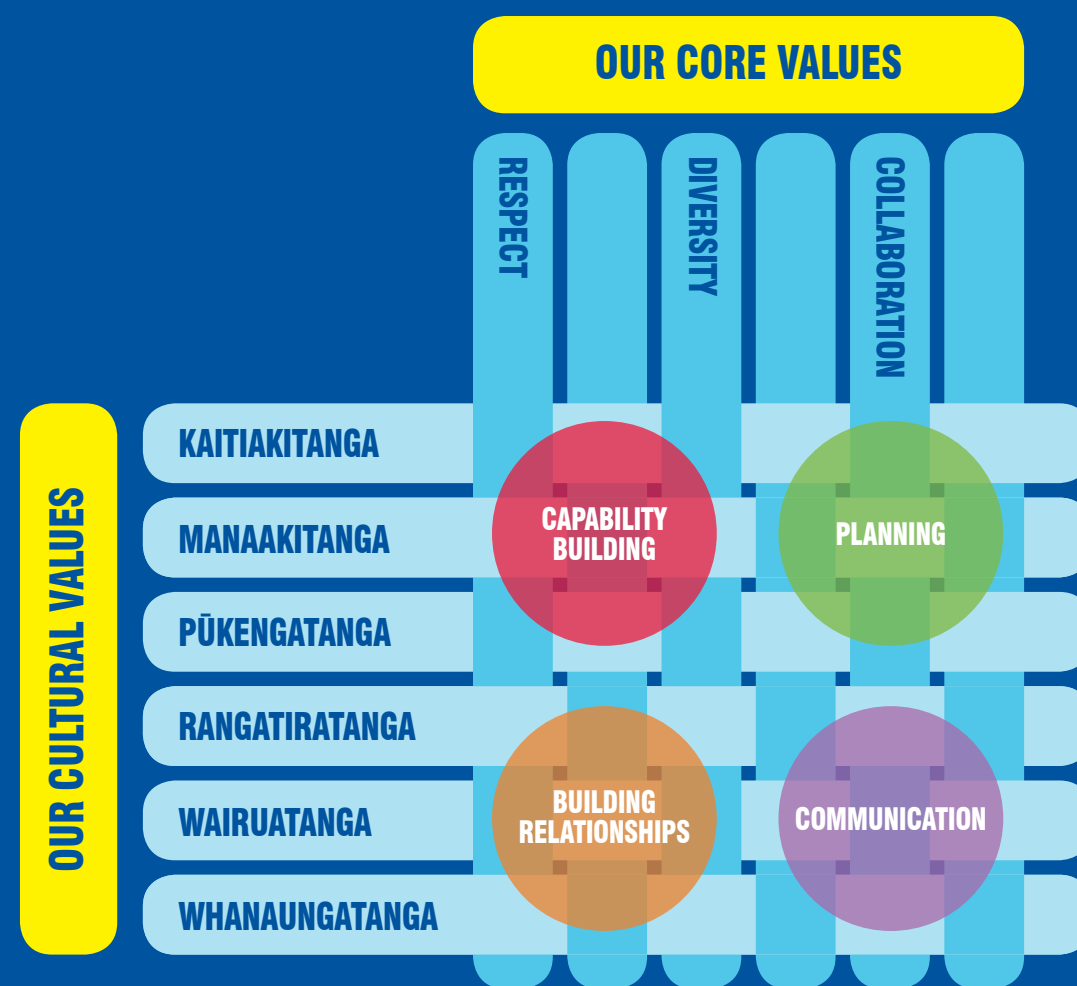 OUR CORE VALUES
RESPECT
DIVERSITY
COLLABORATION
OUR CULTURAL VALUES
KAITIAKITANGA
MANAAKITANGA
PŪKENGATANGA
RANGATIRATANGA
WAIRUATANGA
WHANAUNGATANGA
CAPABILITY
BUILDING
PLANNING
BUILDING
RELATIONSHIPS
COMMUNICATION